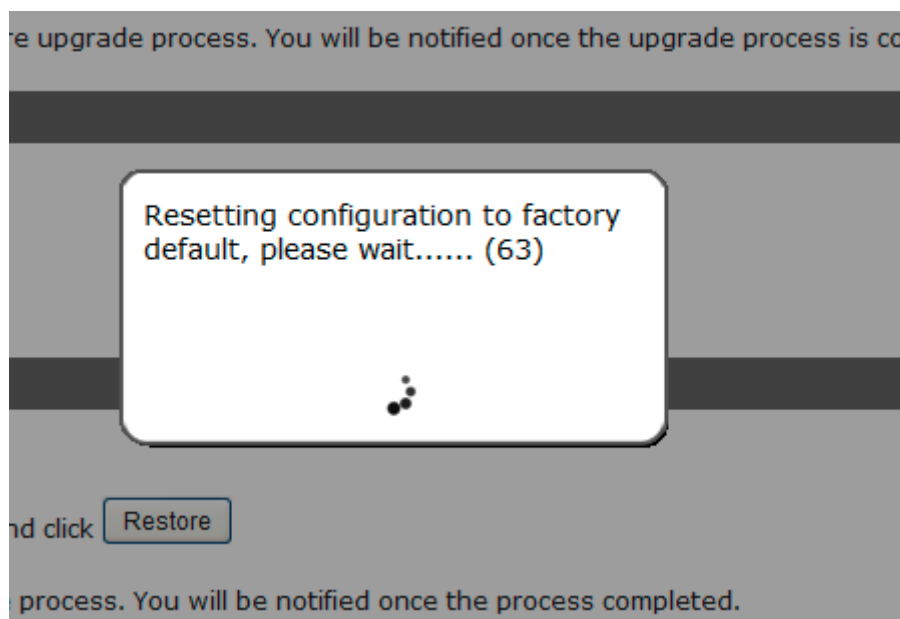 re upgrade process. You will be notified once the upgrade process is co
Resetting configuration to factory
default, please wait...... (63)
nd click Restore
process. You will be notified once the process completed.